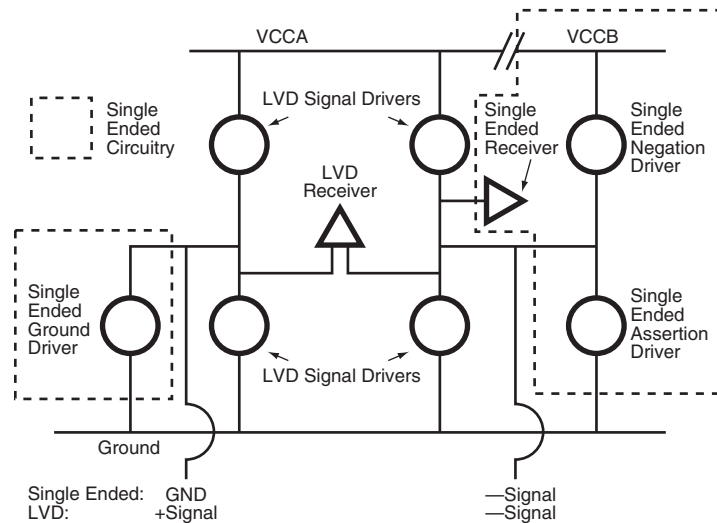 VCCA
VCCB
Single
Ended
Circuitry
LVD Signal Drivers
Single
Ended
Receiver
Single
Ended
Negation
Driver
LVD
Receiver
Single
Ended
Ground
Driver
Single
Ended
Assertion
Driver
LVD Signal Drivers
Ground
Single Ended: GND —Signal
LVD: +Signal —Signal